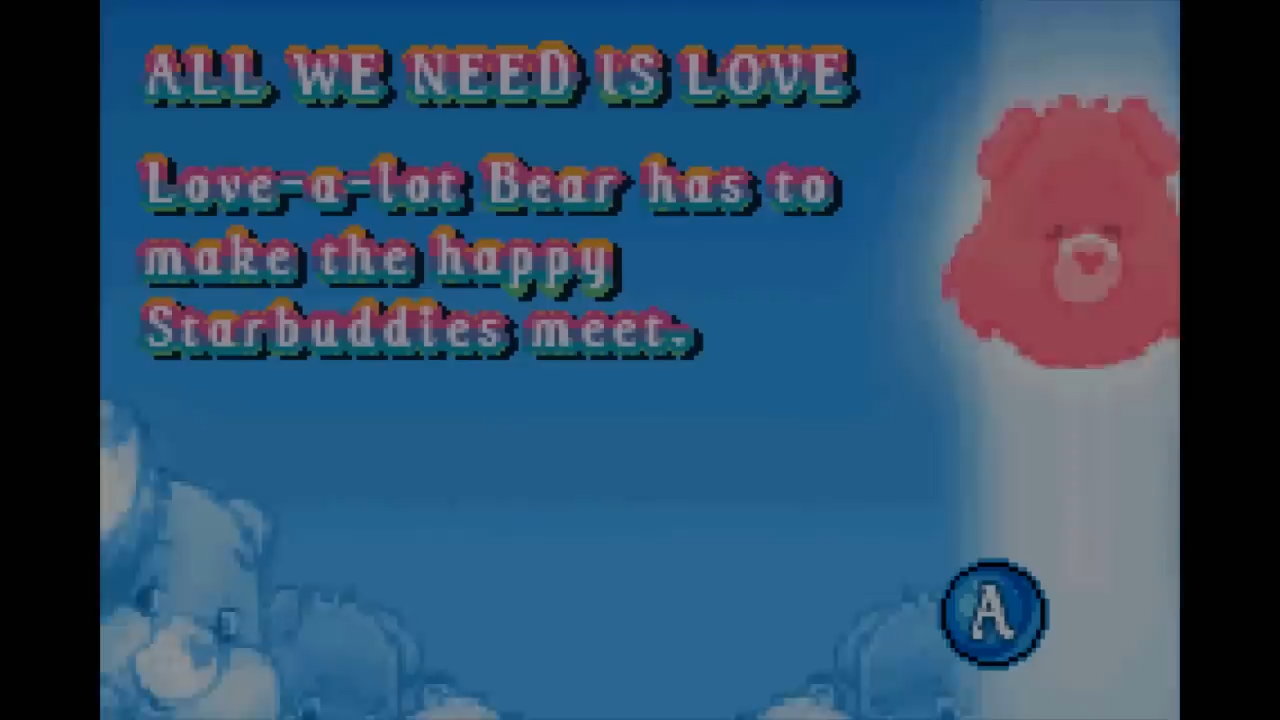 ALL WE NEED IS LOVE
Love-a-lot Bear has to
make the happy
Starbuddies meet.
A